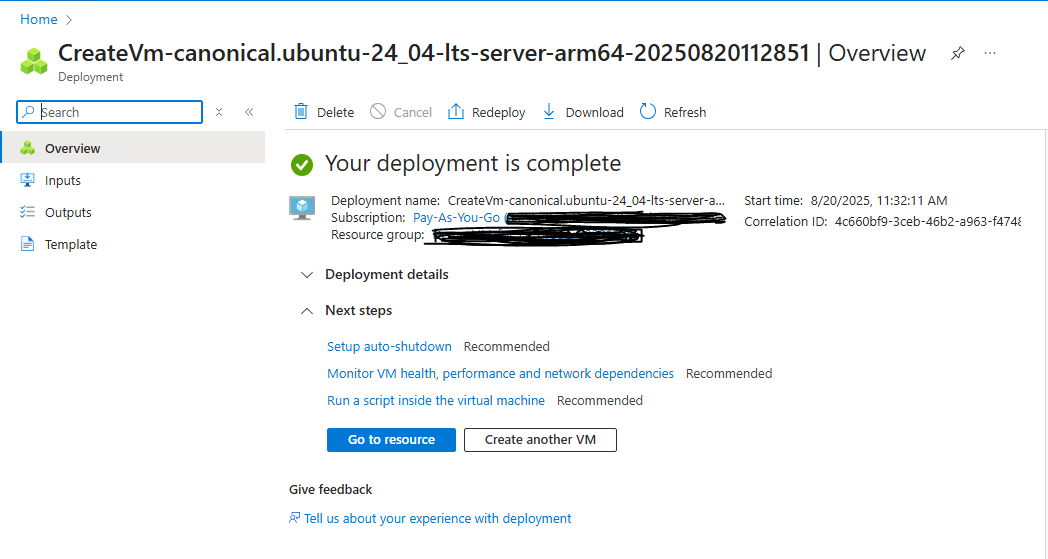 Home >
CreateVm-canonical.ubuntu-24_04-lts-server-arm64-20250820112851 | Overview
Deployment
Search
Delete Cancel Redeploy Download Refresh
Overview
Inputs
Outputs
Template
Your deployment is complete
Deployment name: CreateVm-canonical.ubuntu-24_04-lts-server-a...
Subscription: Pay-As-You-Go
Resource group:
Start time: 8/20/2025, 11:32:11 AM
Correlation ID: 4c660bf9-3ceb-46b2-a963-f4748
Deployment details
Next steps
Setup auto-shutdown Recommended
Monitor VM health, performance and network dependencies Recommended
Run a script inside the virtual machine Recommended
Go to resource Create another VM
Give feedback
Tell us about your experience with deployment